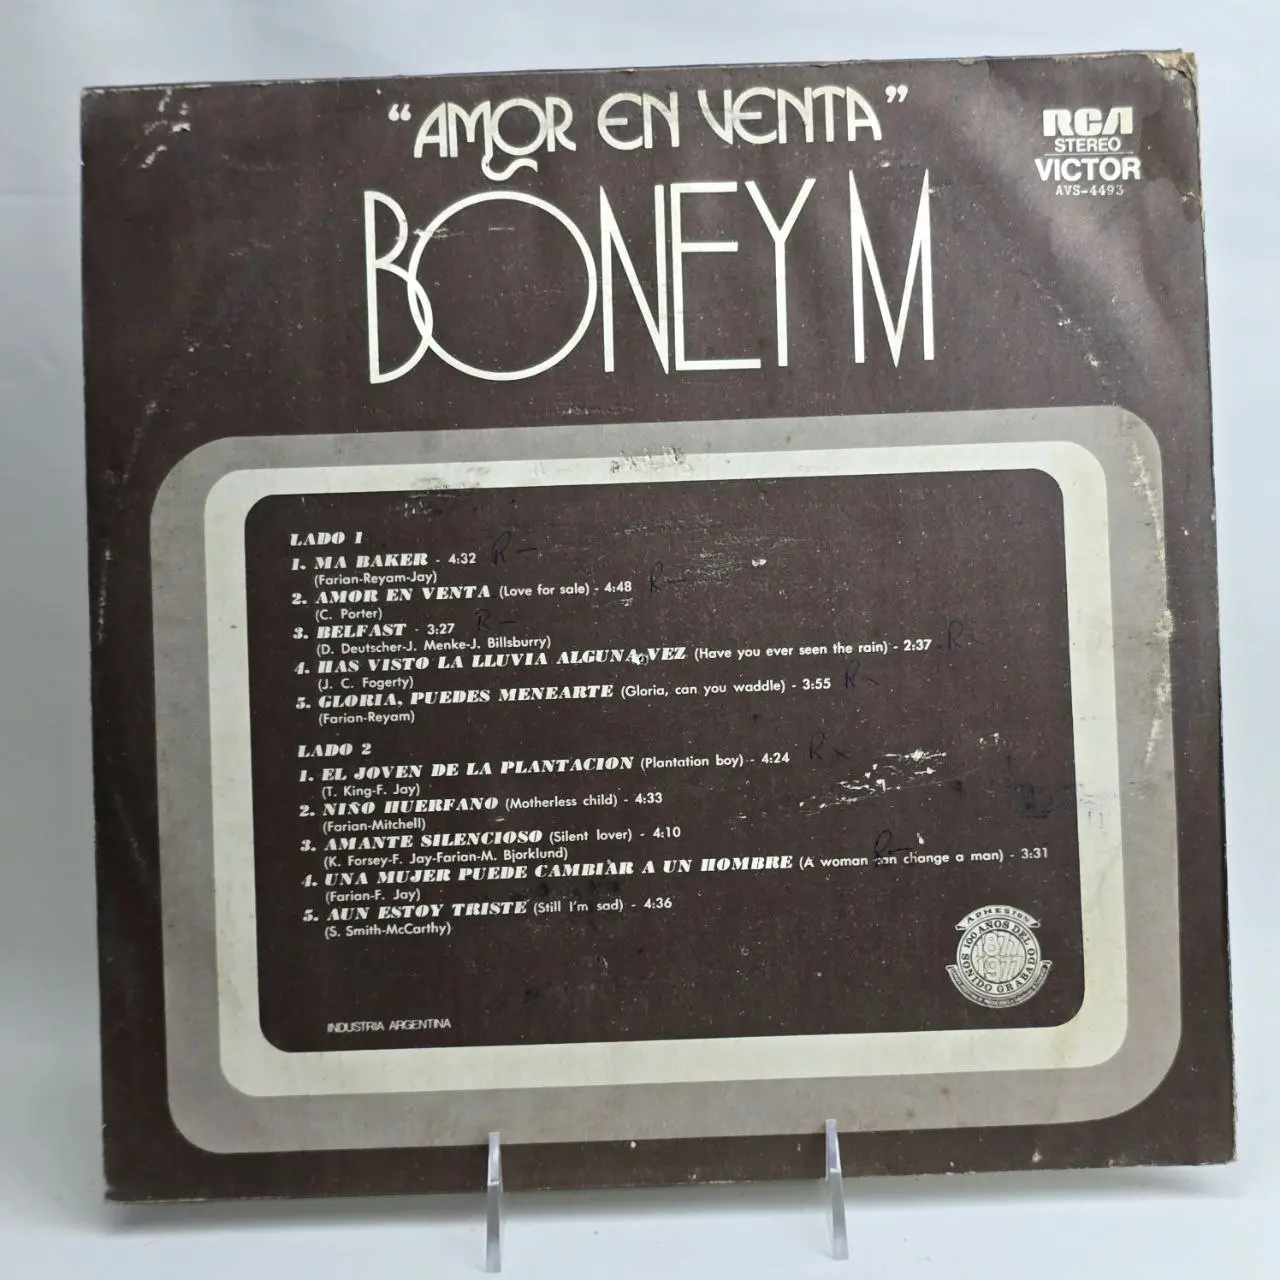 "AMOR EN VENTA"
BONEY M
RCA
STEREO
VICTOR
AVS-4493
LADO 1
1. MA BAKER - 4:32 R-
(Farian-Reyam-Jay)
2. AMOR EN VENTA (Love for sale) - 4:48 R-
(C. Porter)
3. BELFAST - 3:27 R-
(D. Deutscher-J. Menke-J. Billsburry)
4. HAS VISTO LA LLUVIA ALGUNA VEZ (Have you ever seen the rain) - 2:37 R-
(J. C. Fogerty)
5. GLORIA, PUEDES MENEARTE (Gloria, can you waddle) - 3:55 R-
(Farian-Reyam)
LADO 2
1. EL JOVEN DE LA PLANTACION (Plantation boy) - 4:24
(T. King-F. Jay)
2. NIÑO HUERFANO (Motherless child) - 4:33
(Farian-Mitchell)
3. AMANTE SILENCIOSO (Silent lover) - 4:10
(K. Forsey-F. Jay-Farian-M. Bjorklund)
4. UNA MUJER PUEDE CAMBIAR A UN HOMBRE (A woman can change a man) - 3:31
(Farian-F. Jay)
5. AUN ESTOY TRISTE (Still I'm sad) - 4:36
(S. Smith-McCarthy)
ADHESION
100 AÑOS DEL
1877
1977
SONIDO GRABADO
INDUSTRIA ARGENTINA